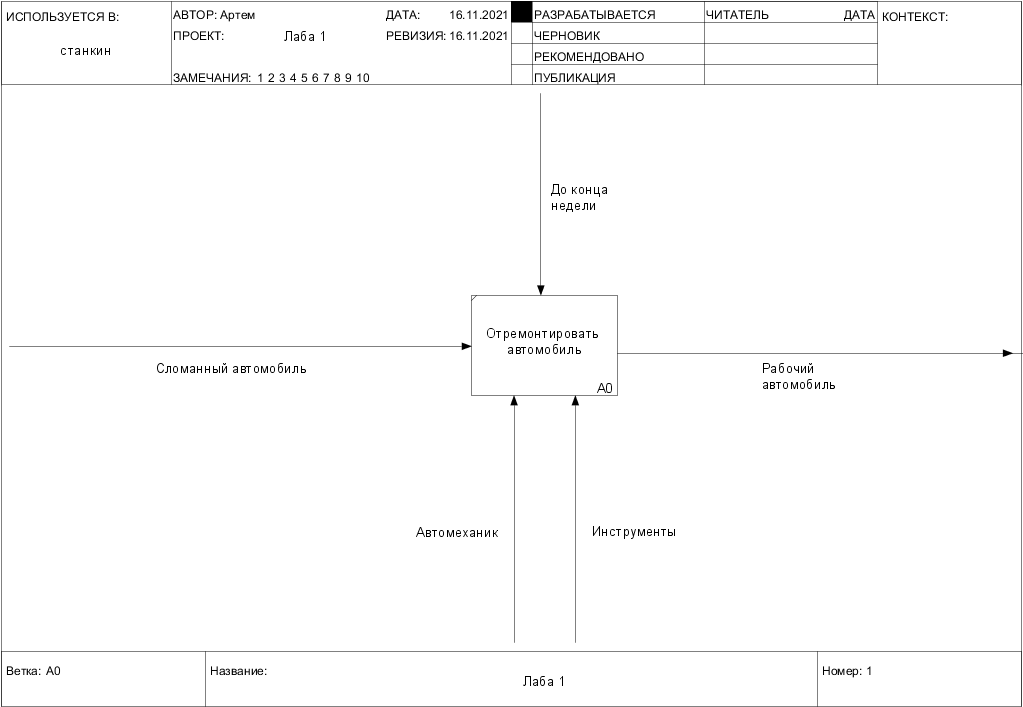 ИСПОЛЬЗУЕТСЯ В:
станкин
АВТОР: Артем
ДАТА: 16.11.2021
ПРОЕКТ: Лаба 1
РЕВИЗИЯ: 16.11.2021
ЗАМЕЧАНИЯ: 1 2 3 4 5 6 7 8 9 10
РАЗРАБАТЫВАЕТСЯ
ЧЕРНОВИК
РЕКОМЕНДОВАНО
ПУБЛИКАЦИЯ
ЧИТАТЕЛЬ ДАТА
КОНТЕКСТ:
До конца
недели
Отремонтировать
автомобиль
A0
Сломанный автомобиль
Рабочий
автомобиль
Автомеханик
Инструменты
Ветка: A0
Название:
Лаба 1
Номер: 1